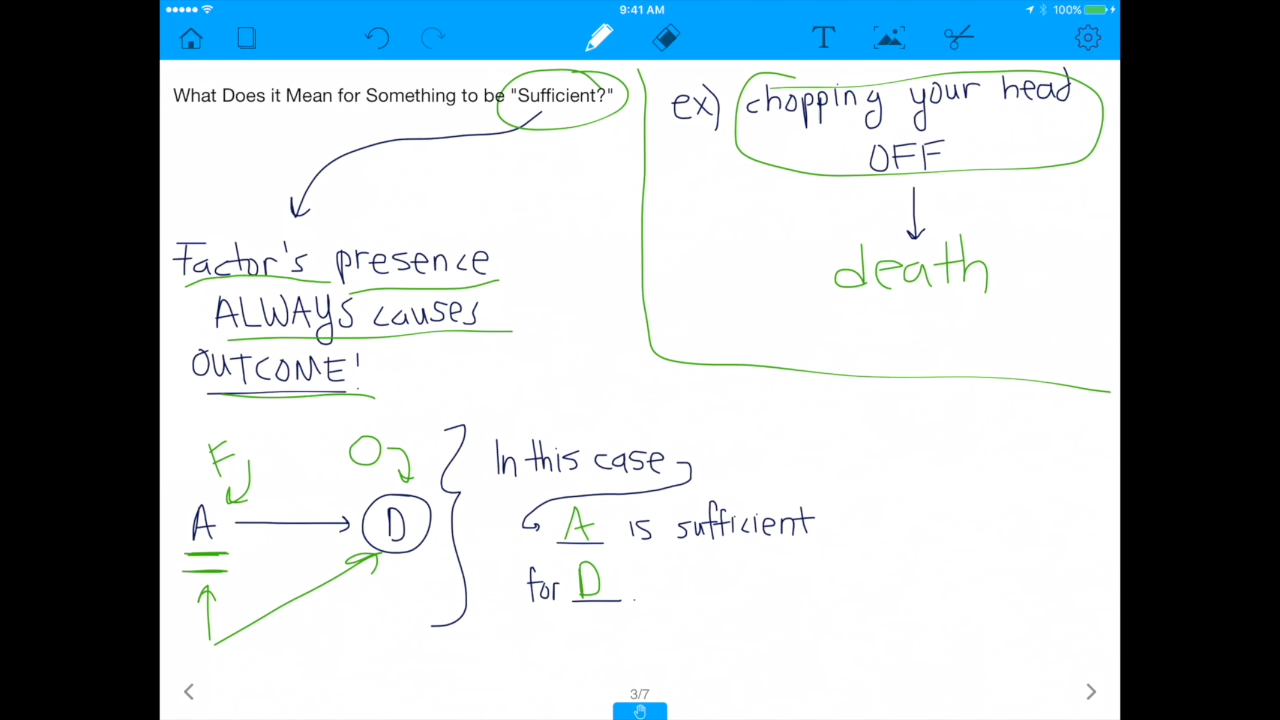 9:41 AM
100%
T
What Does it Mean for Something to be "Sufficient?"
ex) chopping your head
OFF
death
Factor's presence
ALWAYS causes
OUTCOME!
F
O
A
D
In this case
A is sufficient
for D.
3/7